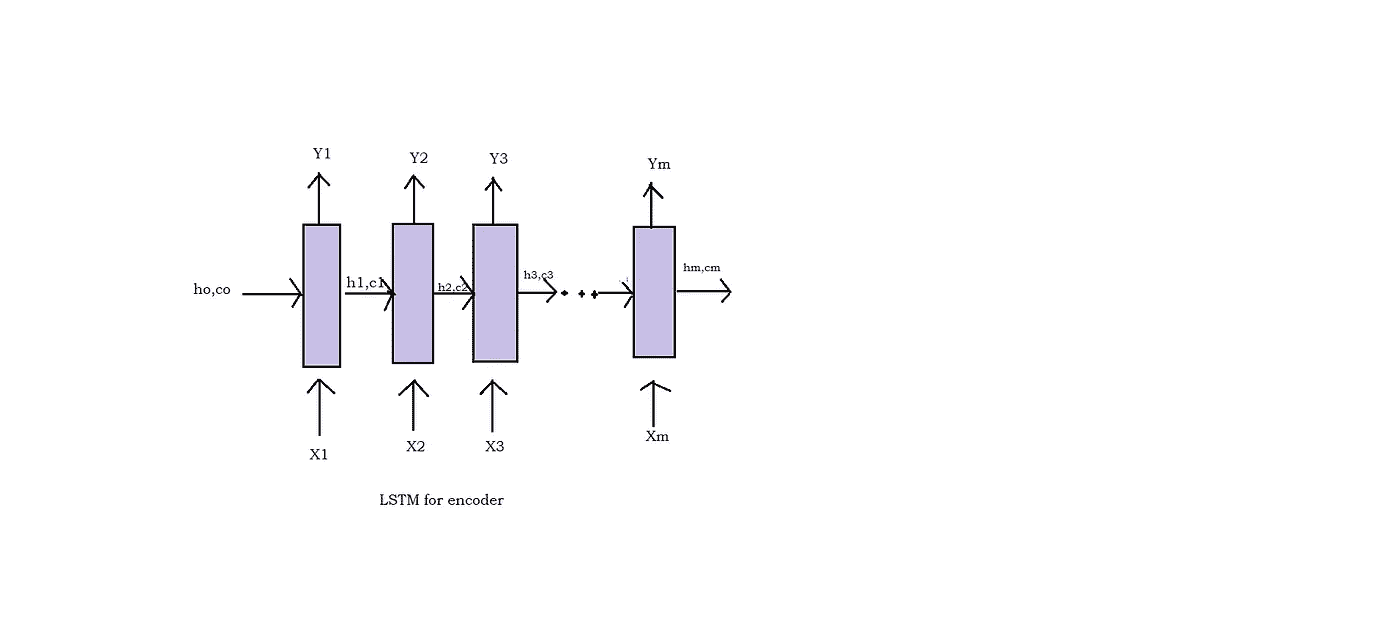 Y1 Y2 Y3 Ym
ho,co h1,c1 h2,c2 h3,c3 hm,cm
X1 X2 X3 Xm
LSTM for encoder